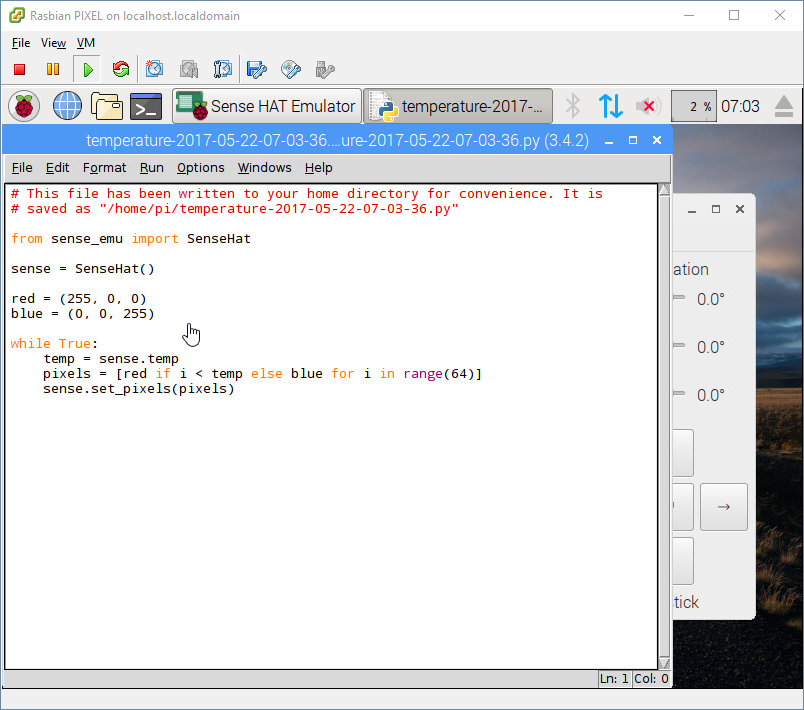 Rasbian PIXEL on localhost.localdomain
File View VM
Sense HAT Emulator
temperature-2017-...
2 %
07:03
temperature-2017-05-22-07-03-36....ure-2017-05-22-07-03-36.py (3.4.2)
File Edit Format Run Options Windows Help
# This file has been written to your home directory for convenience. It is
# saved as "/home/pi/temperature-2017-05-22-07-03-36.py"
from sense_emu import SenseHat
sense = SenseHat()
red = (255, 0, 0)
blue = (0, 0, 255)
while True:
    temp = sense.temp
    pixels = [red if i < temp else blue for i in range(64)]
    sense.set_pixels(pixels)
ation
0.0°
0.0°
0.0°
→
tick
Ln: 1 Col: 0